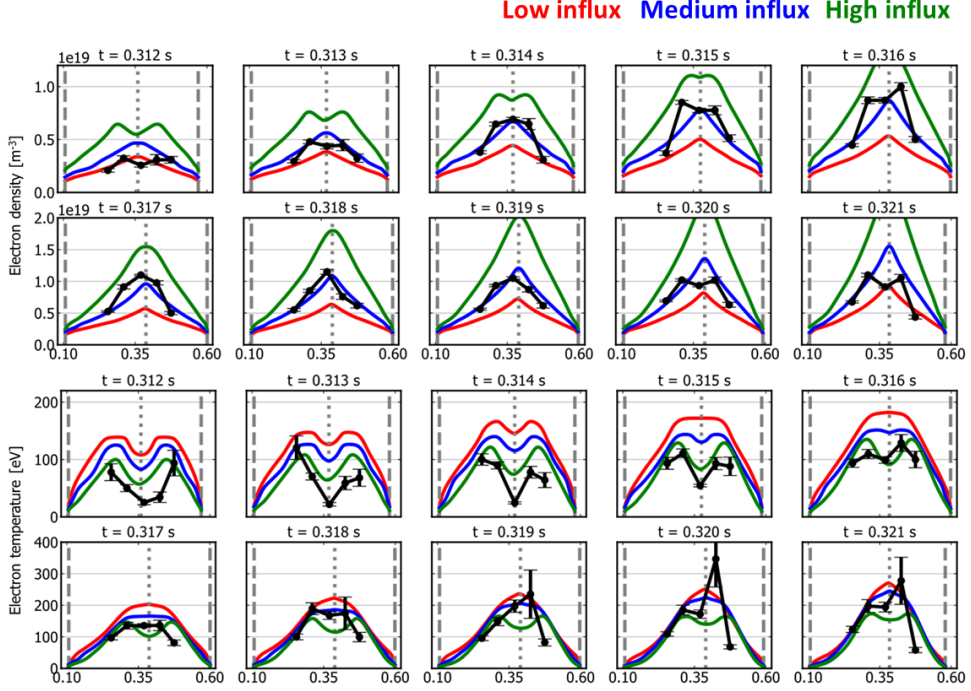 Low influx Medium influx High influx
1e19
t = 0.312 s t = 0.313 s t = 0.314 s t = 0.315 s t = 0.316 s
1.0
0.5
0.0
1e19
t = 0.317 s t = 0.318 s t = 0.319 s t = 0.320 s t = 0.321 s
2.0
1.5
1.0
0.5
0.0
0.10 0.35 0.60 0.10 0.35 0.60 0.10 0.35 0.60 0.10 0.35 0.60 0.10 0.35 0.60
Electron density [m⁻³]
t = 0.312 s t = 0.313 s t = 0.314 s t = 0.315 s t = 0.316 s
200
100
0
t = 0.317 s t = 0.318 s t = 0.319 s t = 0.320 s t = 0.321 s
400
300
200
100
0
0.10 0.35 0.60 0.10 0.35 0.60 0.10 0.35 0.60 0.10 0.35 0.60 0.10 0.35 0.60
Electron temperature [eV]